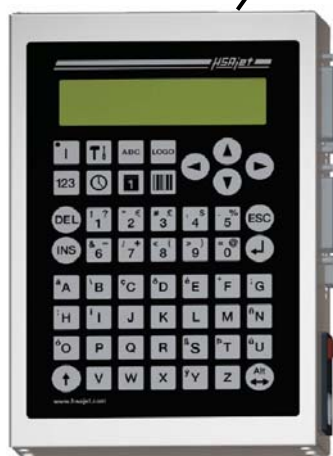 HSAjet
I ABC LOGO
123 1
DEL ! 1 ? " 2 £ # 3 € , 4 $ . 5 % ESC
INS & 6 - / 7 + < 8 ( > 9 ) = 0 @
A B C D E F G
H I J K L M N
O P Q R S T U
V W X Y Z Alt
www.hsajet.com